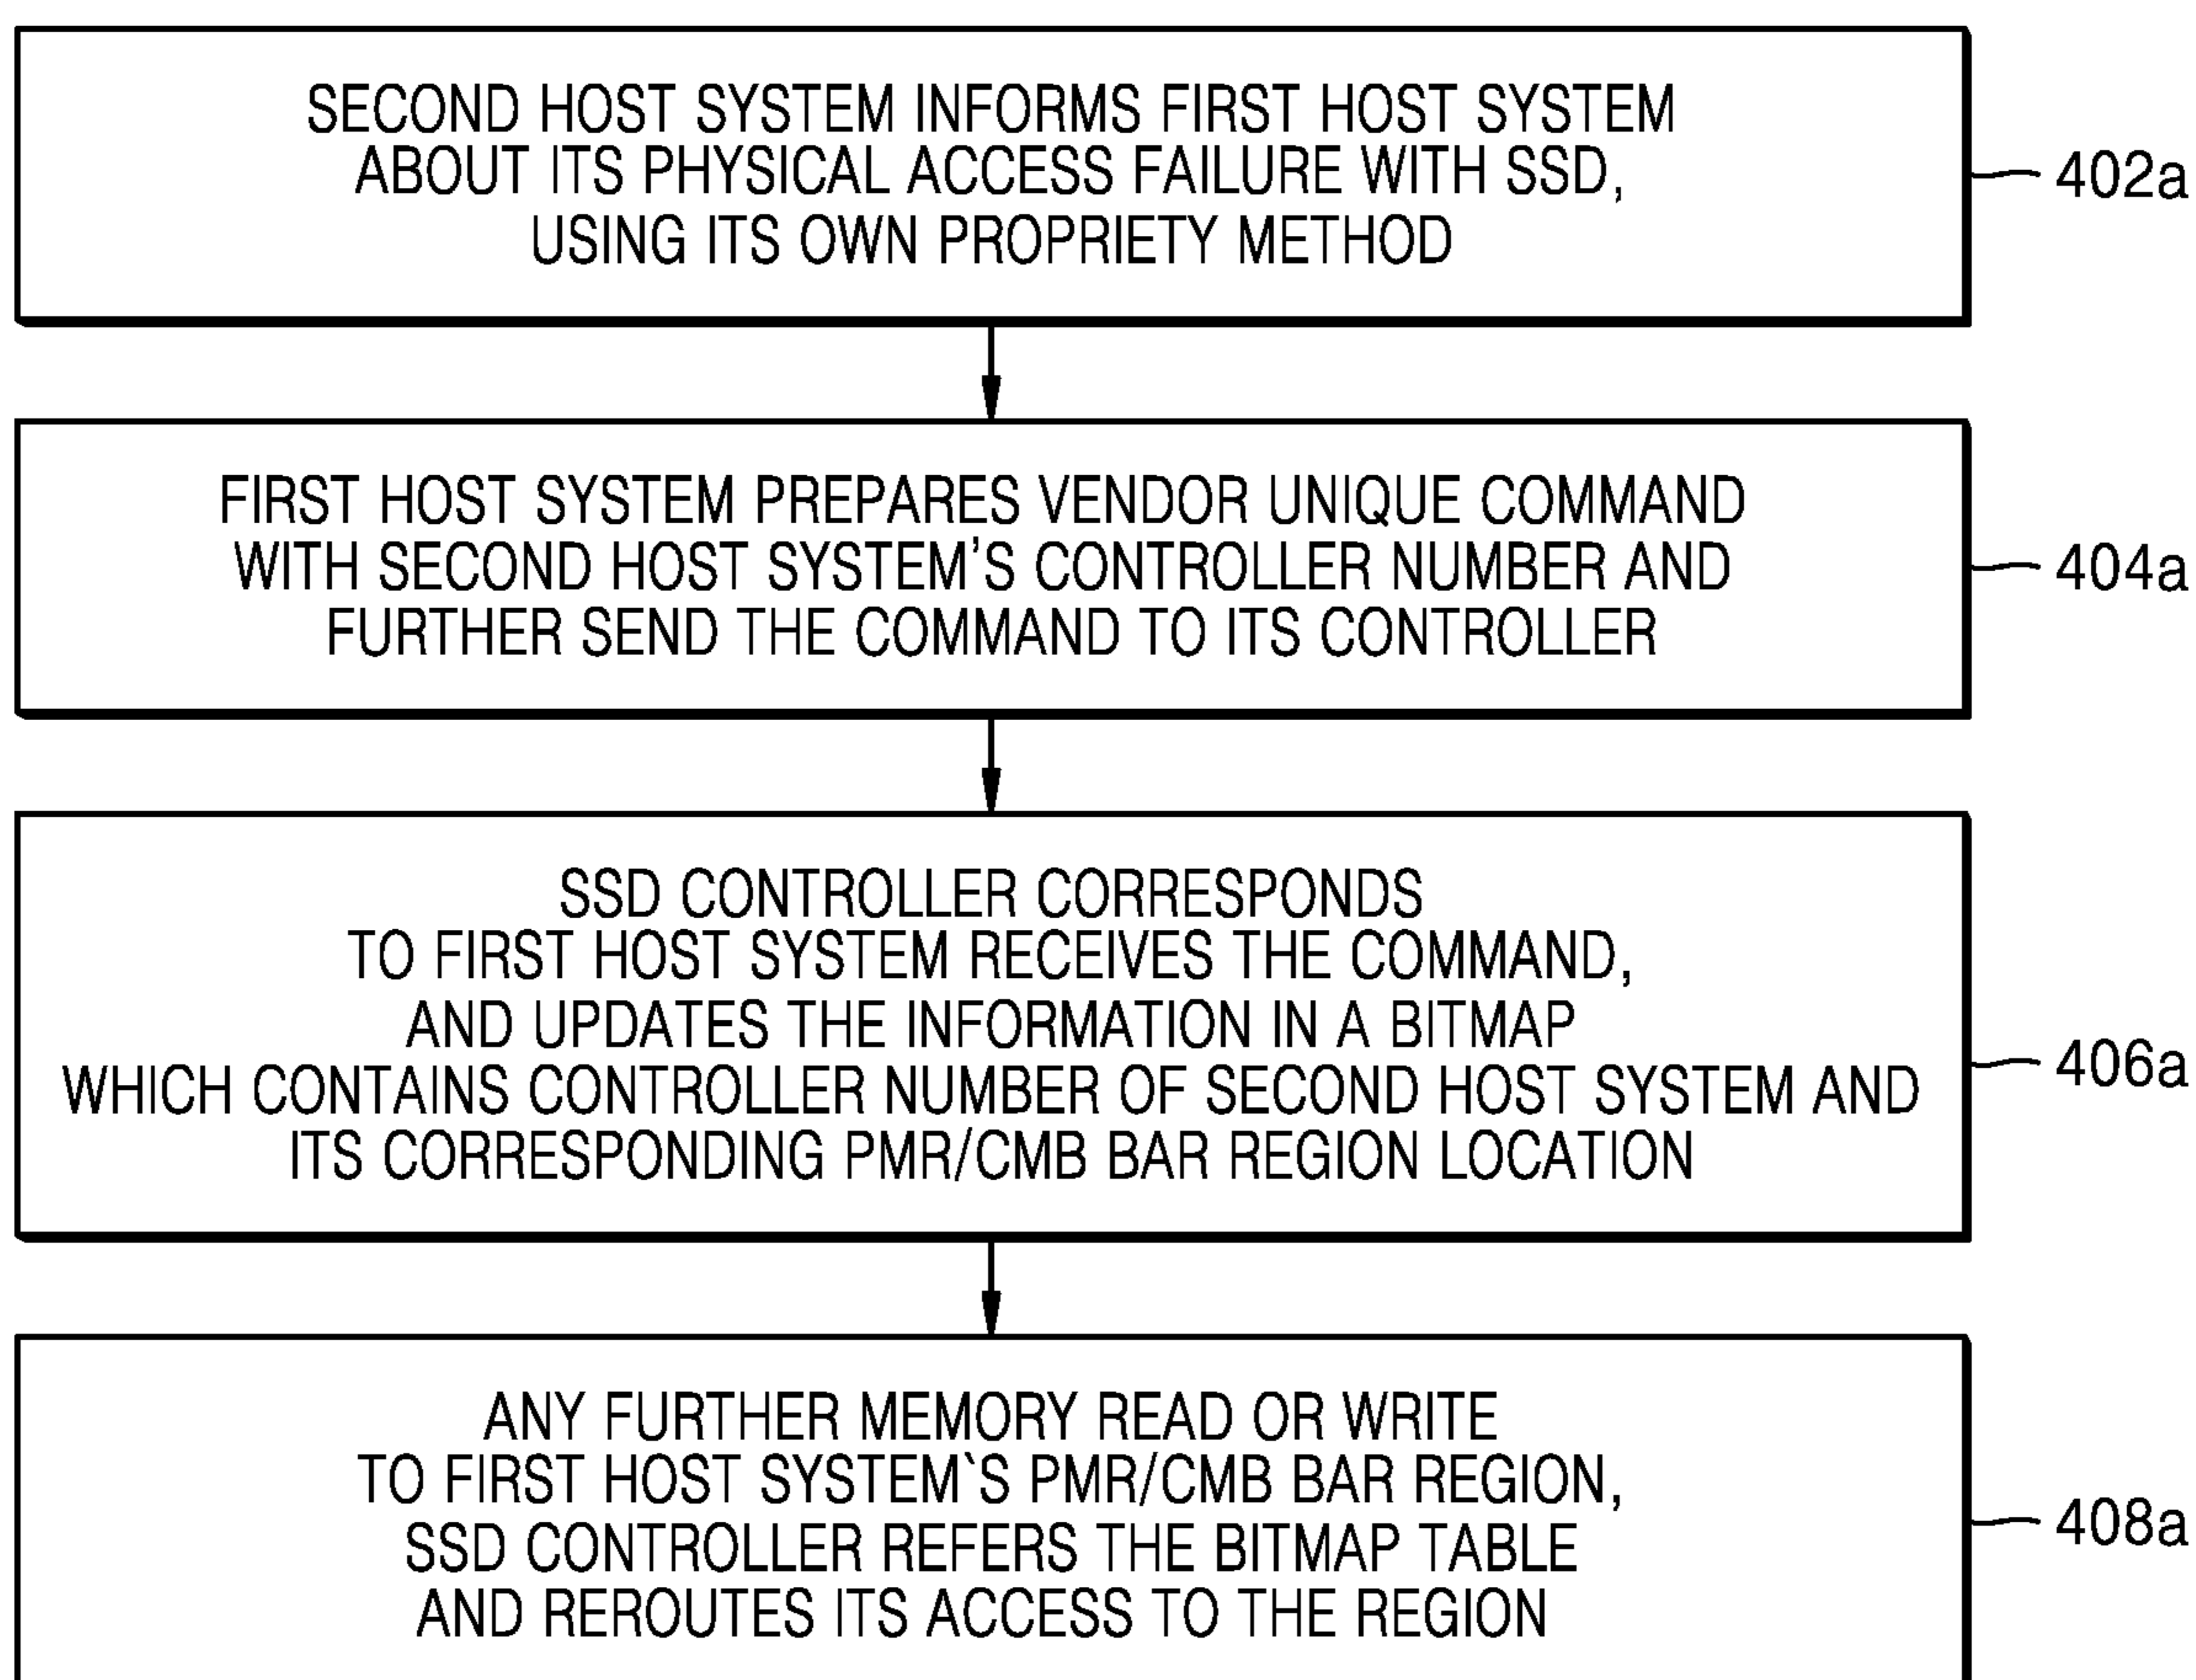 SECOND HOST SYSTEM INFORMS FIRST HOST SYSTEM
ABOUT ITS PHYSICAL ACCESS FAILURE WITH SSD,
USING ITS OWN PROPRIETY METHOD
402a
FIRST HOST SYSTEM PREPARES VENDOR UNIQUE COMMAND
WITH SECOND HOST SYSTEM'S CONTROLLER NUMBER AND
FURTHER SEND THE COMMAND TO ITS CONTROLLER
404a
SSD CONTROLLER CORRESPONDS
TO FIRST HOST SYSTEM RECEIVES THE COMMAND,
AND UPDATES THE INFORMATION IN A BITMAP
WHICH CONTAINS CONTROLLER NUMBER OF SECOND HOST SYSTEM AND
ITS CORRESPONDING PMR/CMB BAR REGION LOCATION
406a
ANY FURTHER MEMORY READ OR WRITE
TO FIRST HOST SYSTEM`S PMR/CMB BAR REGION,
SSD CONTROLLER REFERS THE BITMAP TABLE
AND REROUTES ITS ACCESS TO THE REGION
408a